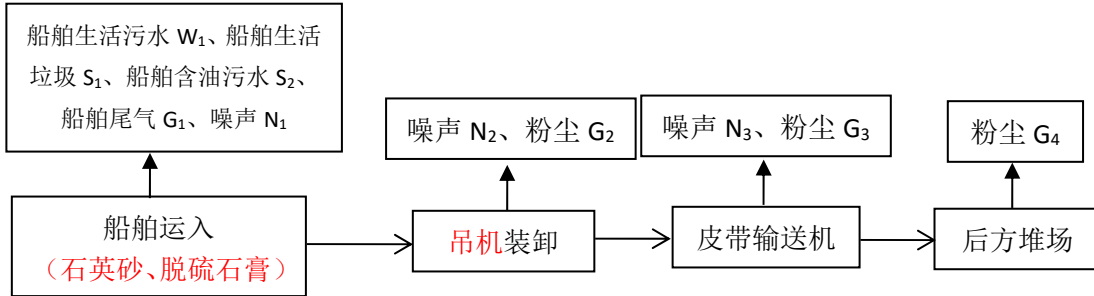 船舶生活污水 W₁、船舶生活
垃圾 S₁、船舶含油污水 S₂、
船舶尾气 G₁、噪声 N₁
噪声 N₂、粉尘 G₂
噪声 N₃、粉尘 G₃
粉尘 G₄
船舶运入
（石英砂、脱硫石膏）
吊机装卸
皮带输送机
后方堆场